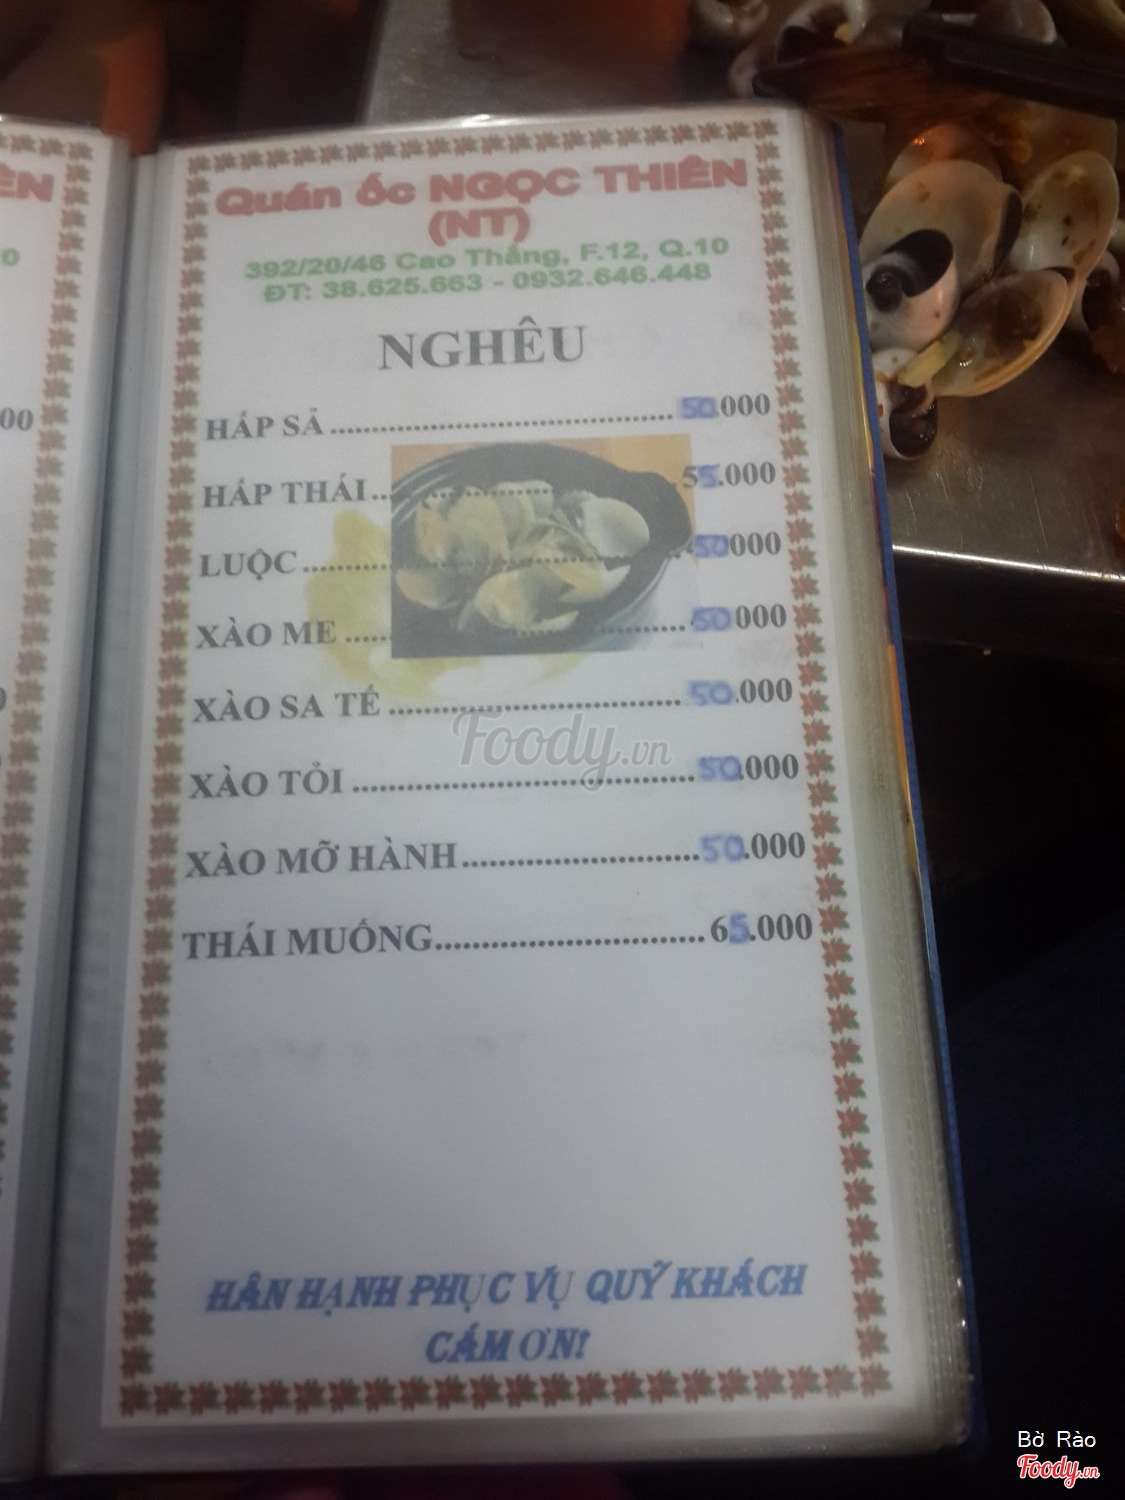 Quán ốc NGỌC THIÊN
(NT)
392/20/46 Cao Thắng, F.12, Q.10
ĐT: 38.625.663 - 0932.646.448
NGHÊU
HẤP SẢ 50.000
HẤP THÁI 55.000
LUỘC 50000
XÀO ME 50 000
XÀO SA TẾ 50.000
XÀO TỎI 50.000
XÀO MỠ HÀNH 50.000
THÁI MUỐNG 65.000
Foody.vn
HÂN HẠNH PHỤC VỤ QUỸ KHÁCH
CÁM ƠN!
Bờ Rào
Foody.vn